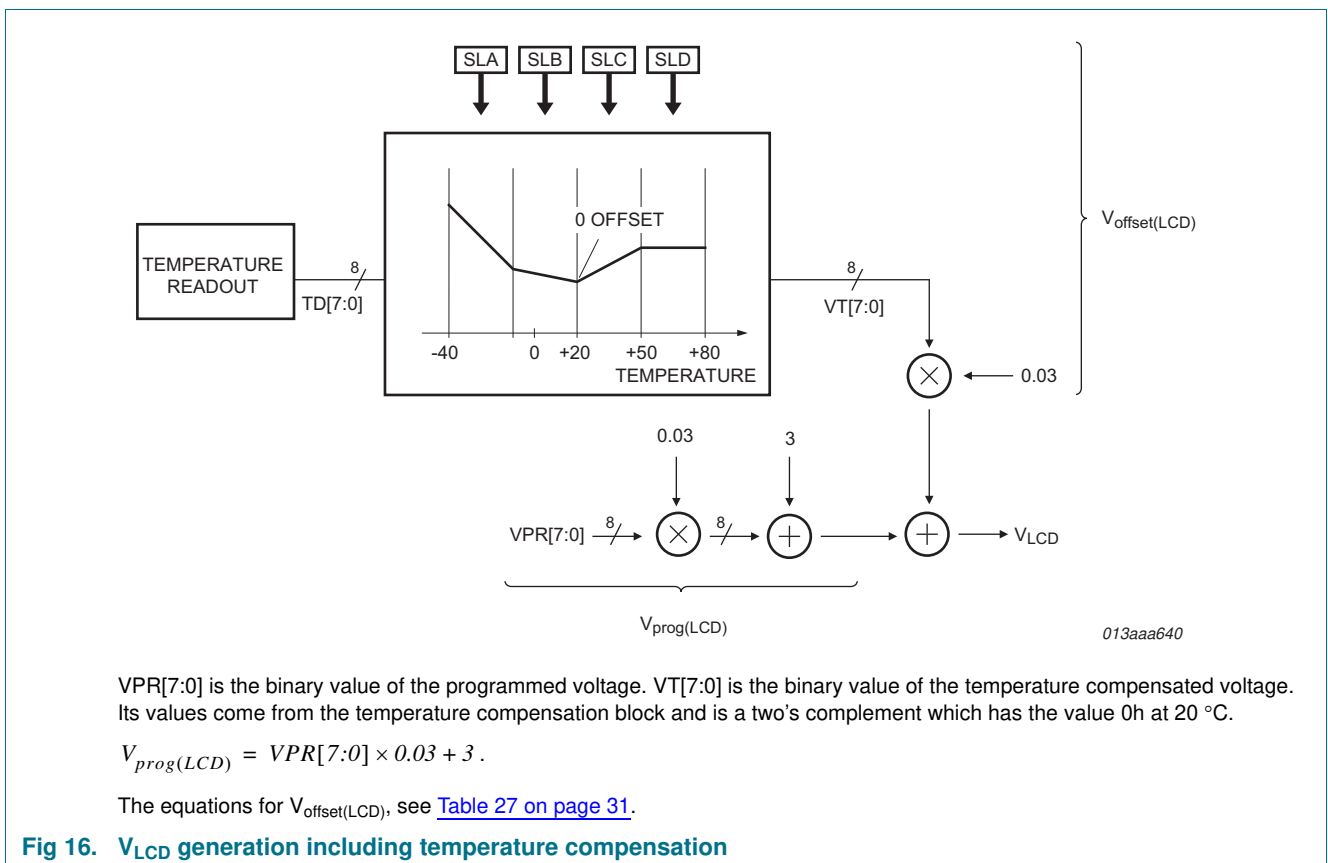 SLA SLB SLC SLD
0 OFFSET
V_offset(LCD)
TEMPERATURE
READOUT
8
TD[7:0]
8
VT[7:0]
-40 0 +20 +50 +80
TEMPERATURE
0.03
0.03 3
VPR[7:0] 8 8 V_LCD
V_prog(LCD)
013aaa640
VPR[7:0] is the binary value of the programmed voltage. VT[7:0] is the binary value of the temperature compensated voltage.
Its values come from the temperature compensation block and is a two's complement which has the value 0h at 20 °C.
V_prog(LCD) = VPR[7:0] × 0.03 + 3 .
The equations for V_offset(LCD), see Table 27 on page 31.
Fig 16. V_LCD generation including temperature compensation